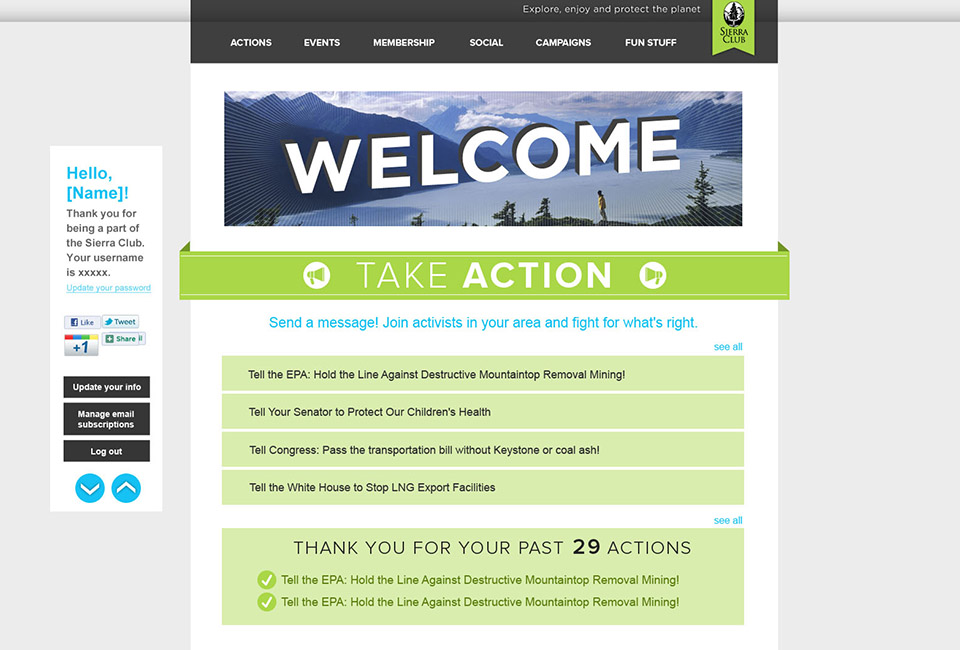 Explore, enjoy and protect the planet
SIERRA
CLUB
ACTIONS EVENTS MEMBERSHIP SOCIAL CAMPAIGNS FUN STUFF
WELCOME
Hello,
[Name]!
Thank you for
being a part of
the Sierra Club.
Your username
is xxxxx.
Update your password
Like Tweet
+1 Share
Update your info
Manage email
subscriptions
Log out
TAKE ACTION
Send a message! Join activists in your area and fight for what's right.
see all
Tell the EPA: Hold the Line Against Destructive Mountaintop Removal Mining!
Tell Your Senator to Protect Our Children's Health
Tell Congress: Pass the transportation bill without Keystone or coal ash!
Tell the White House to Stop LNG Export Facilities
see all
THANK YOU FOR YOUR PAST 29 ACTIONS
Tell the EPA: Hold the Line Against Destructive Mountaintop Removal Mining!
Tell the EPA: Hold the Line Against Destructive Mountaintop Removal Mining!